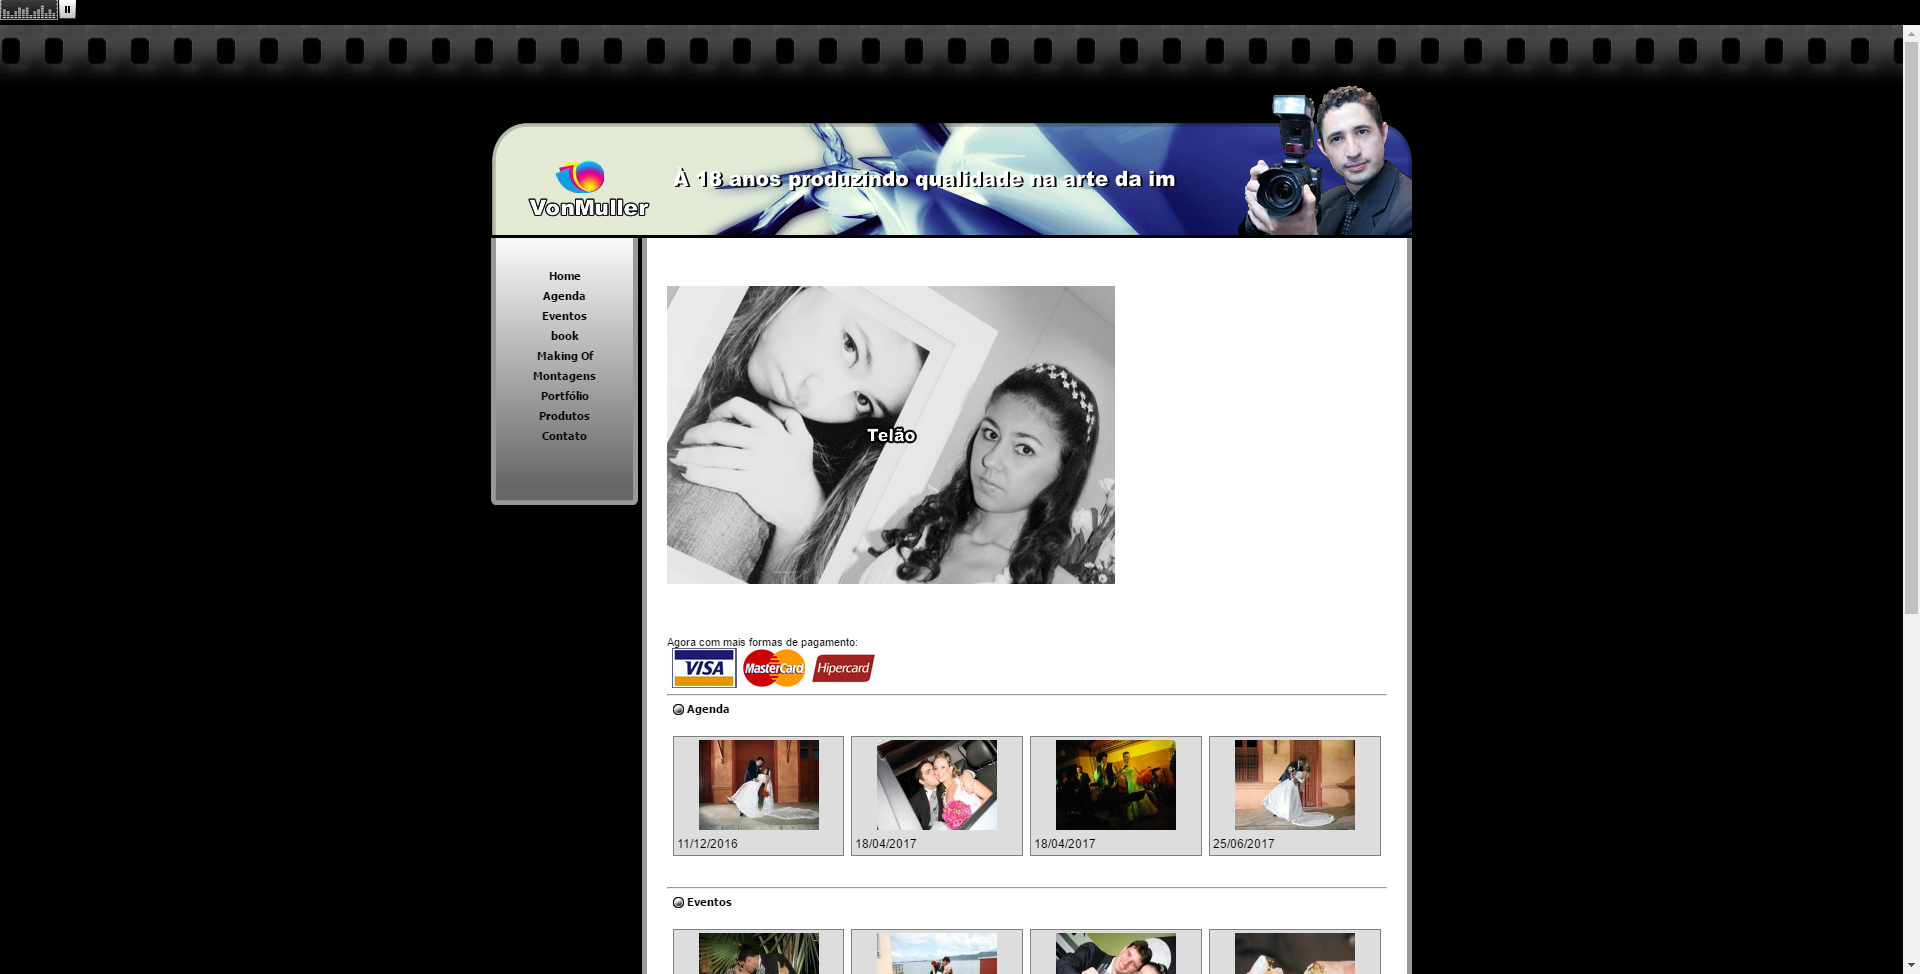 À 18 anos produzindo qualidade na arte da im
VonMuller
Home
Agenda
Eventos
book
Making Of
Montagens
Portfólio
Produtos
Contato
Telão
Agora com mais formas de pagamento:
VISA MasterCard Hipercard
Agenda
11/12/2016 18/04/2017 18/04/2017 25/06/2017
Eventos